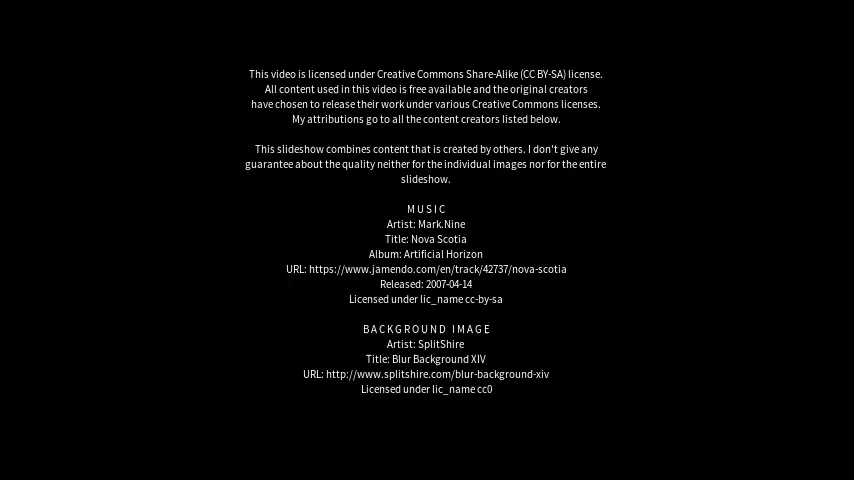 This video is licensed under Creative Commons Share-Alike (CC BY-SA) license.
All content used in this video is free available and the original creators
have chosen to release their work under various Creative Commons licenses.
My attributions go to all the content creators listed below.
This slideshow combines content that is created by others. I don't give any
guarantee about the quality neither for the individual images nor for the entire
slideshow.
MUSIC
Artist: Mark.Nine
Title: Nova Scotia
Album: Artificial Horizon
URL: https://www.jamendo.com/en/track/42737/nova-scotia
Released: 2007-04-14
Licensed under lic_name cc-by-sa
BACKGROUND IMAGE
Artist: SplitShire
Title: Blur Background XIV
URL: http://www.splitshire.com/blur-background-xiv
Licensed under lic_name cc0